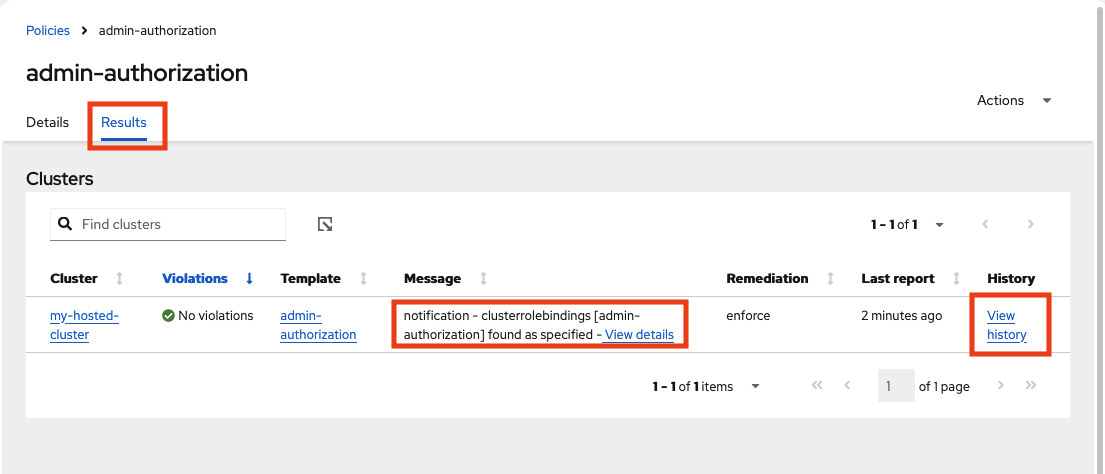 Policies > admin-authorization
admin-authorization
Actions
Details Results
Clusters
Find clusters 1 - 1 of 1
Cluster Violations Template Message Remediation Last report History
my-hosted- No violations admin- notification - clusterrolebindings [admin- enforce 2 minutes ago View
cluster authorization authorization] found as specified - View details history
1 - 1 of 1 items 1 of 1 page